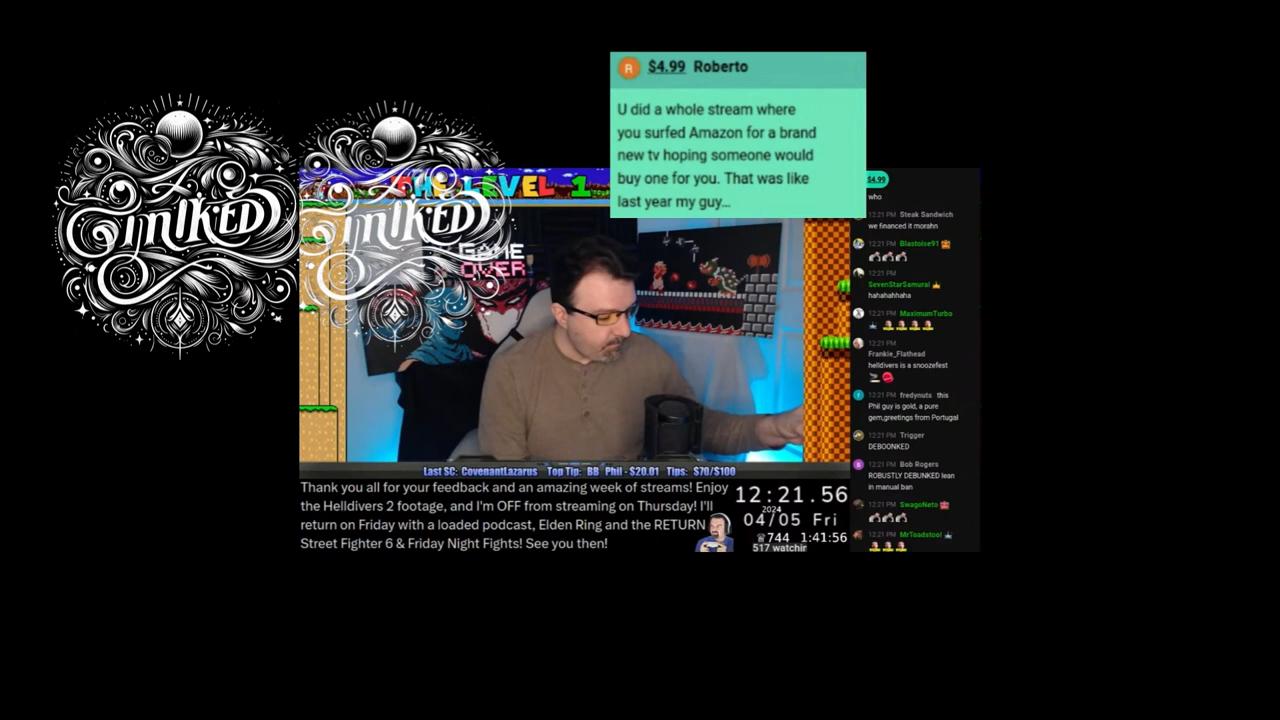 $4.99 Roberto
R
U did a whole stream where
you surfed Amazon for a brand
new tv hoping someone would
buy one for you. That was like
last year my guy...
LEVEL 1
GAME
OVER
$4.99
who
12:21 PM Steak Sandwich
we financed it morahn
12:21 PM Blastoise91
12:21 PM
SevenStarSamurai
hahahahhaha
12:21 PM MaximumTurbo
12:21 PM
Frankie_Flathead
helldivers is a snoozefest
12:21 PM fredynuts this
Phil guy is gold, a pure
gem,greetings from Portugal
12:21 PM Trigger
DEBOONKED
12:21 PM Bob Rogers
ROBUSTLY DEBUNKED lean
in manual ban
12:21 PM SwagoNeto
12:21 PM MrToadstool
Last SC: CovenantLazarus Top Tip: BB Phil - $20.01 Tips: $70/$100
Thank you all for your feedback and an amazing week of streams! Enjoy
the Helldivers 2 footage, and I'm OFF from streaming on Thursday! I'll
return on Friday with a loaded podcast, Elden Ring and the RETURN
Street Fighter 6 & Friday Night Fights! See you then!
12:21.56
2024
04/05 Fri
744 1:41:56
517 watchin